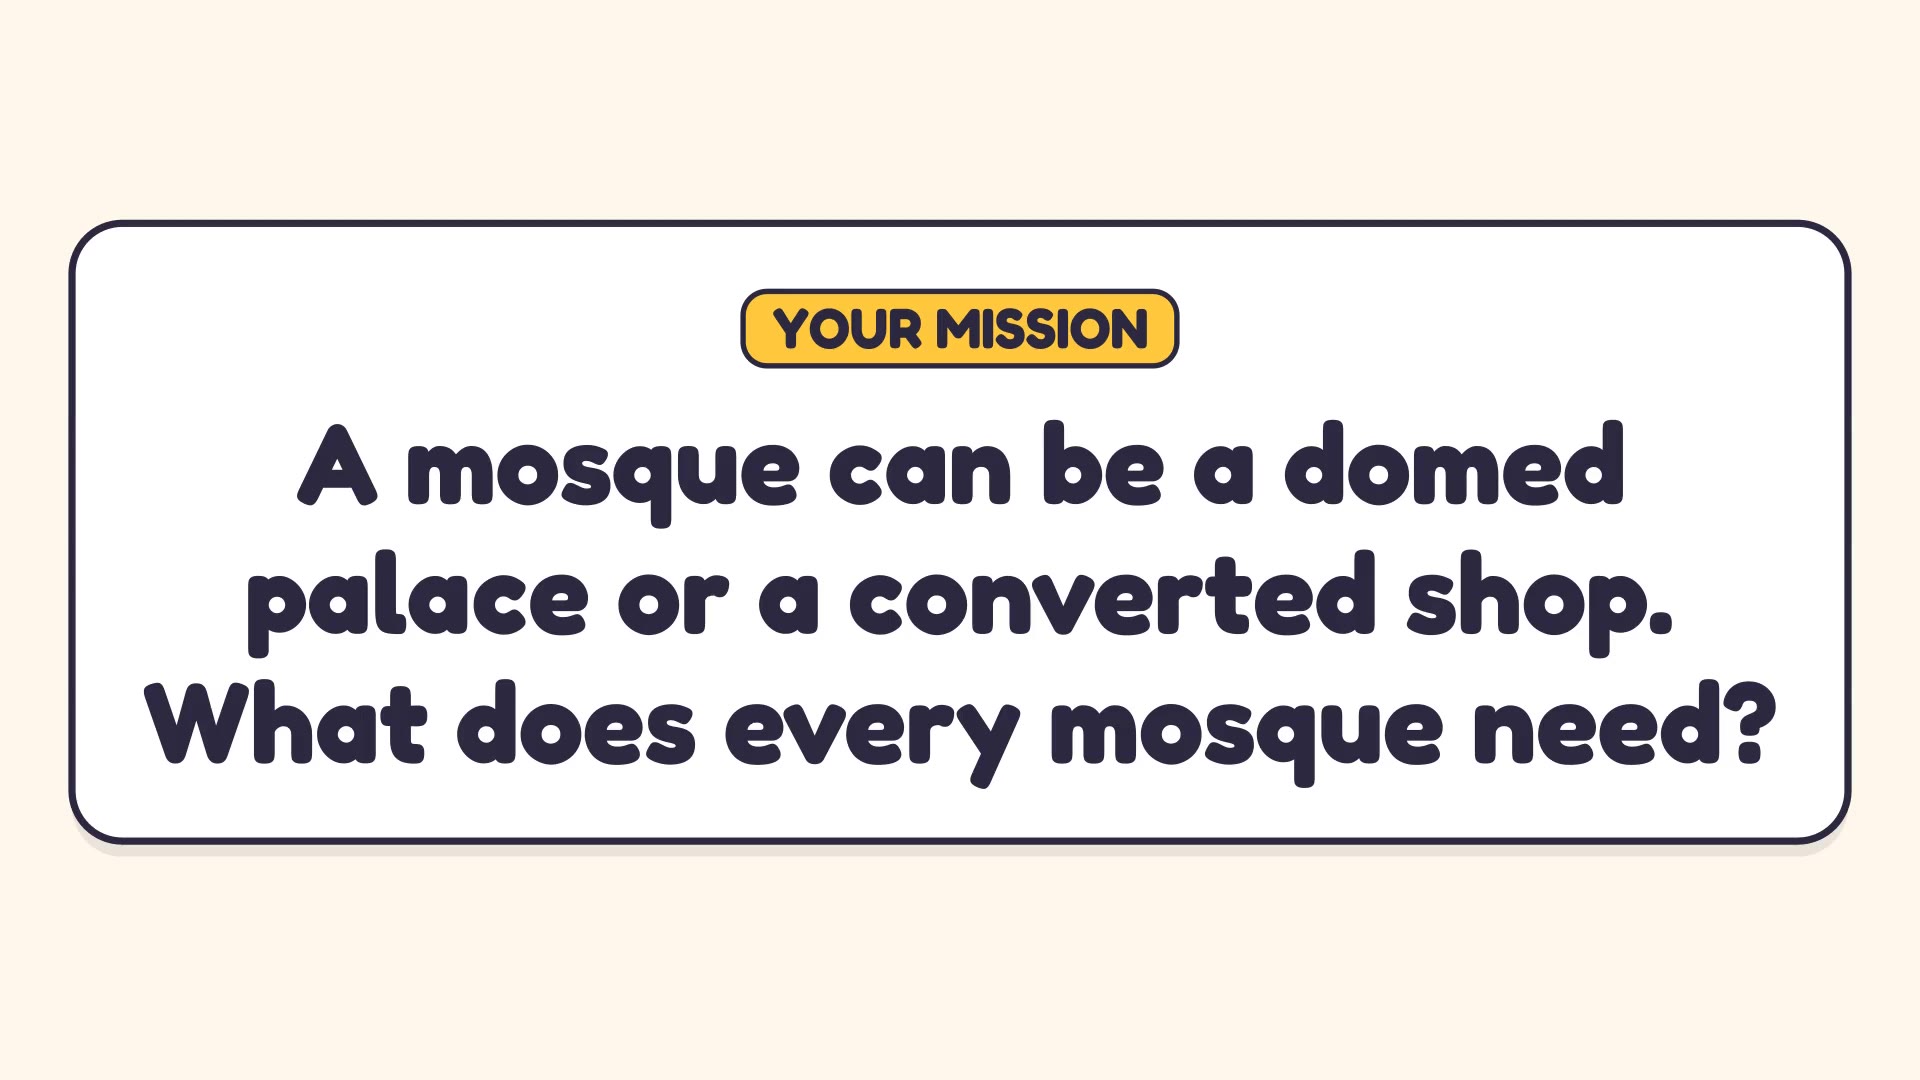 YOUR MISSION
A mosque can be a domed
palace or a converted shop.
What does every mosque need?